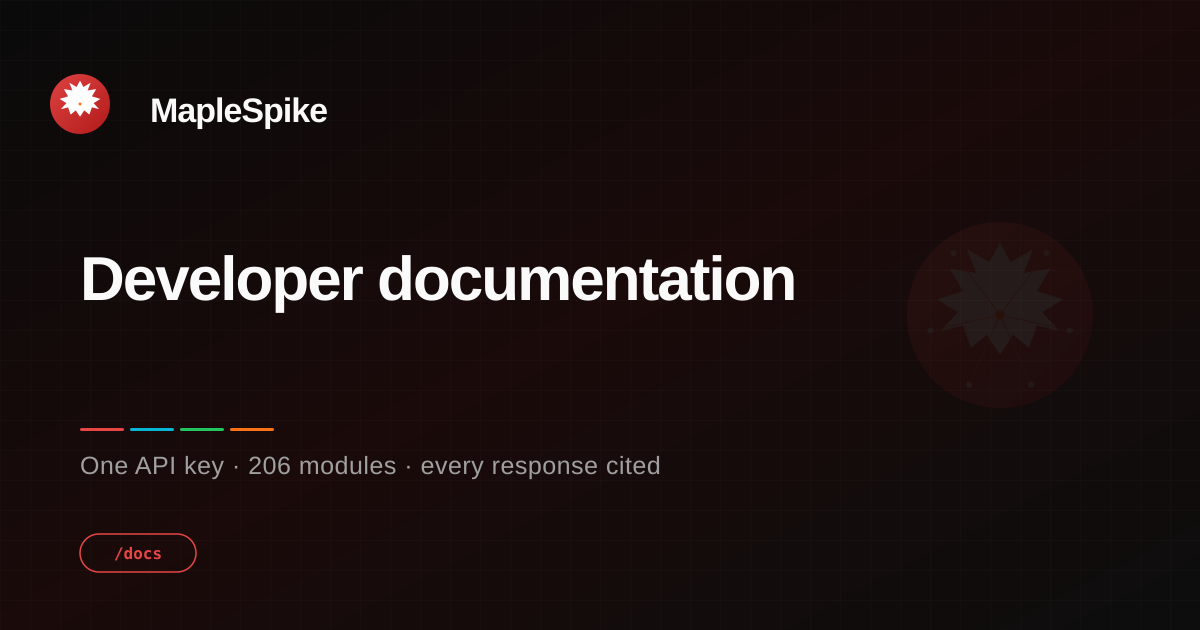 MapleSpike
Developer documentation
One API key · 206 modules · every response cited
/docs